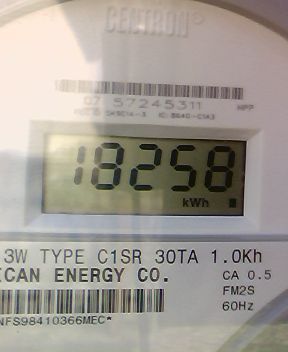 CENTRON®
07 57245311 MPP
18258
kWh
3W TYPE C1SR 30TA 1.0Kh
ICAN ENERGY CO. CA 0.5
FM2S
NFS98410366MEC* 60Hz